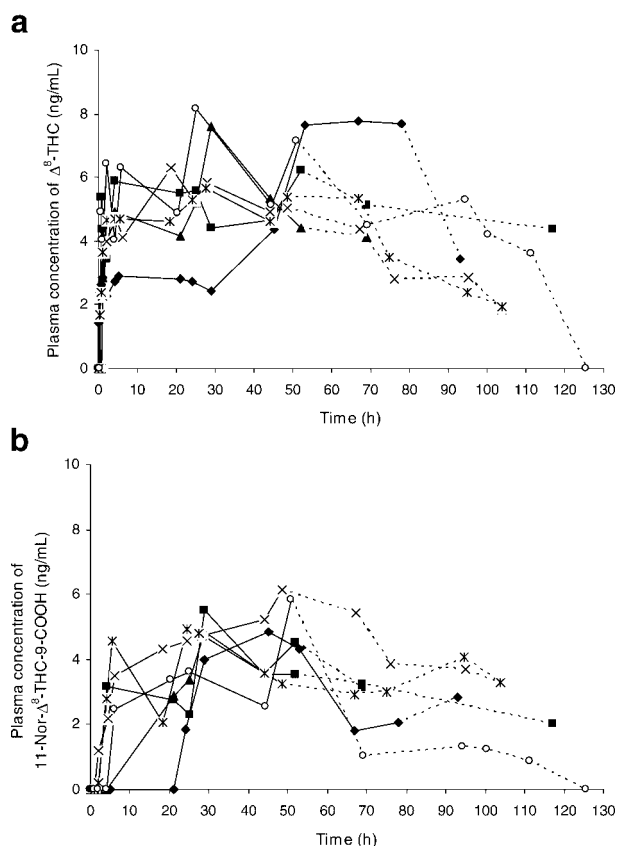 a
Plasma concentration of Δ⁸-THC (ng/mL)
10
8
6
4
2
0
0 10 20 30 40 50 60 70 80 90 100 110 120 130
Time (h)
b
Plasma concentration of
11-Nor-Δ⁸-THC-9-COOH (ng/mL)
10
8
6
4
2
0
0 10 20 30 40 50 60 70 80 90 100 110 120 130
Time (h)